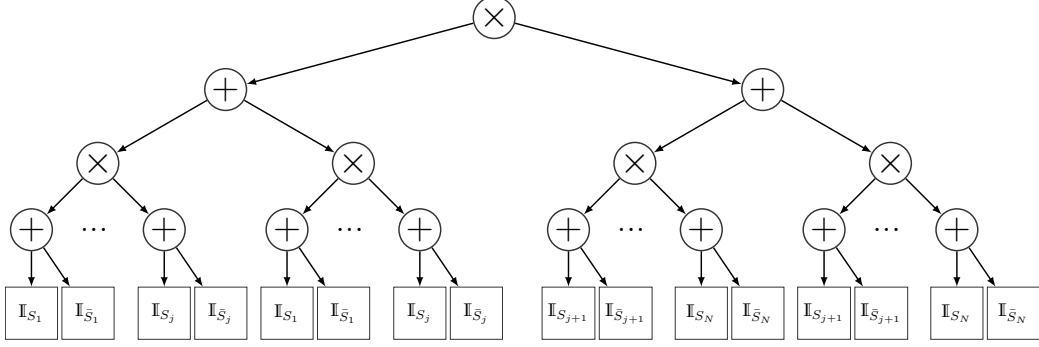 ×
+ +
× × × ×
+ ⋯ + + ⋯ + + ⋯ + + ⋯ +
𝕀_{S_1} 𝕀_{\bar{S}_1} 𝕀_{S_j} 𝕀_{\bar{S}_j} 𝕀_{S_1} 𝕀_{\bar{S}_1} 𝕀_{S_j} 𝕀_{\bar{S}_j} 𝕀_{S_{j+1}} 𝕀_{\bar{S}_{j+1}} 𝕀_{S_N} 𝕀_{\bar{S}_N} 𝕀_{S_{j+1}} 𝕀_{\bar{S}_{j+1}} 𝕀_{S_N} 𝕀_{\bar{S}_N}